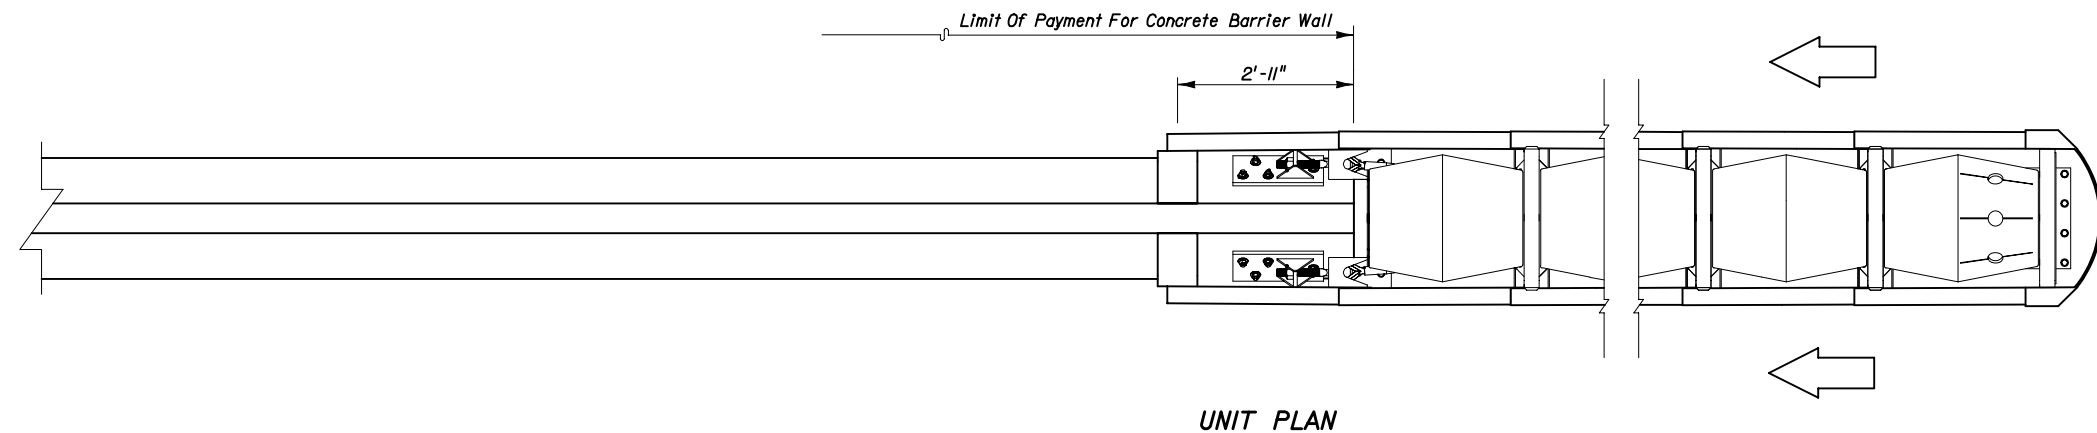 Limit Of Payment For Concrete Barrier Wall
2'-11"
UNIT PLAN